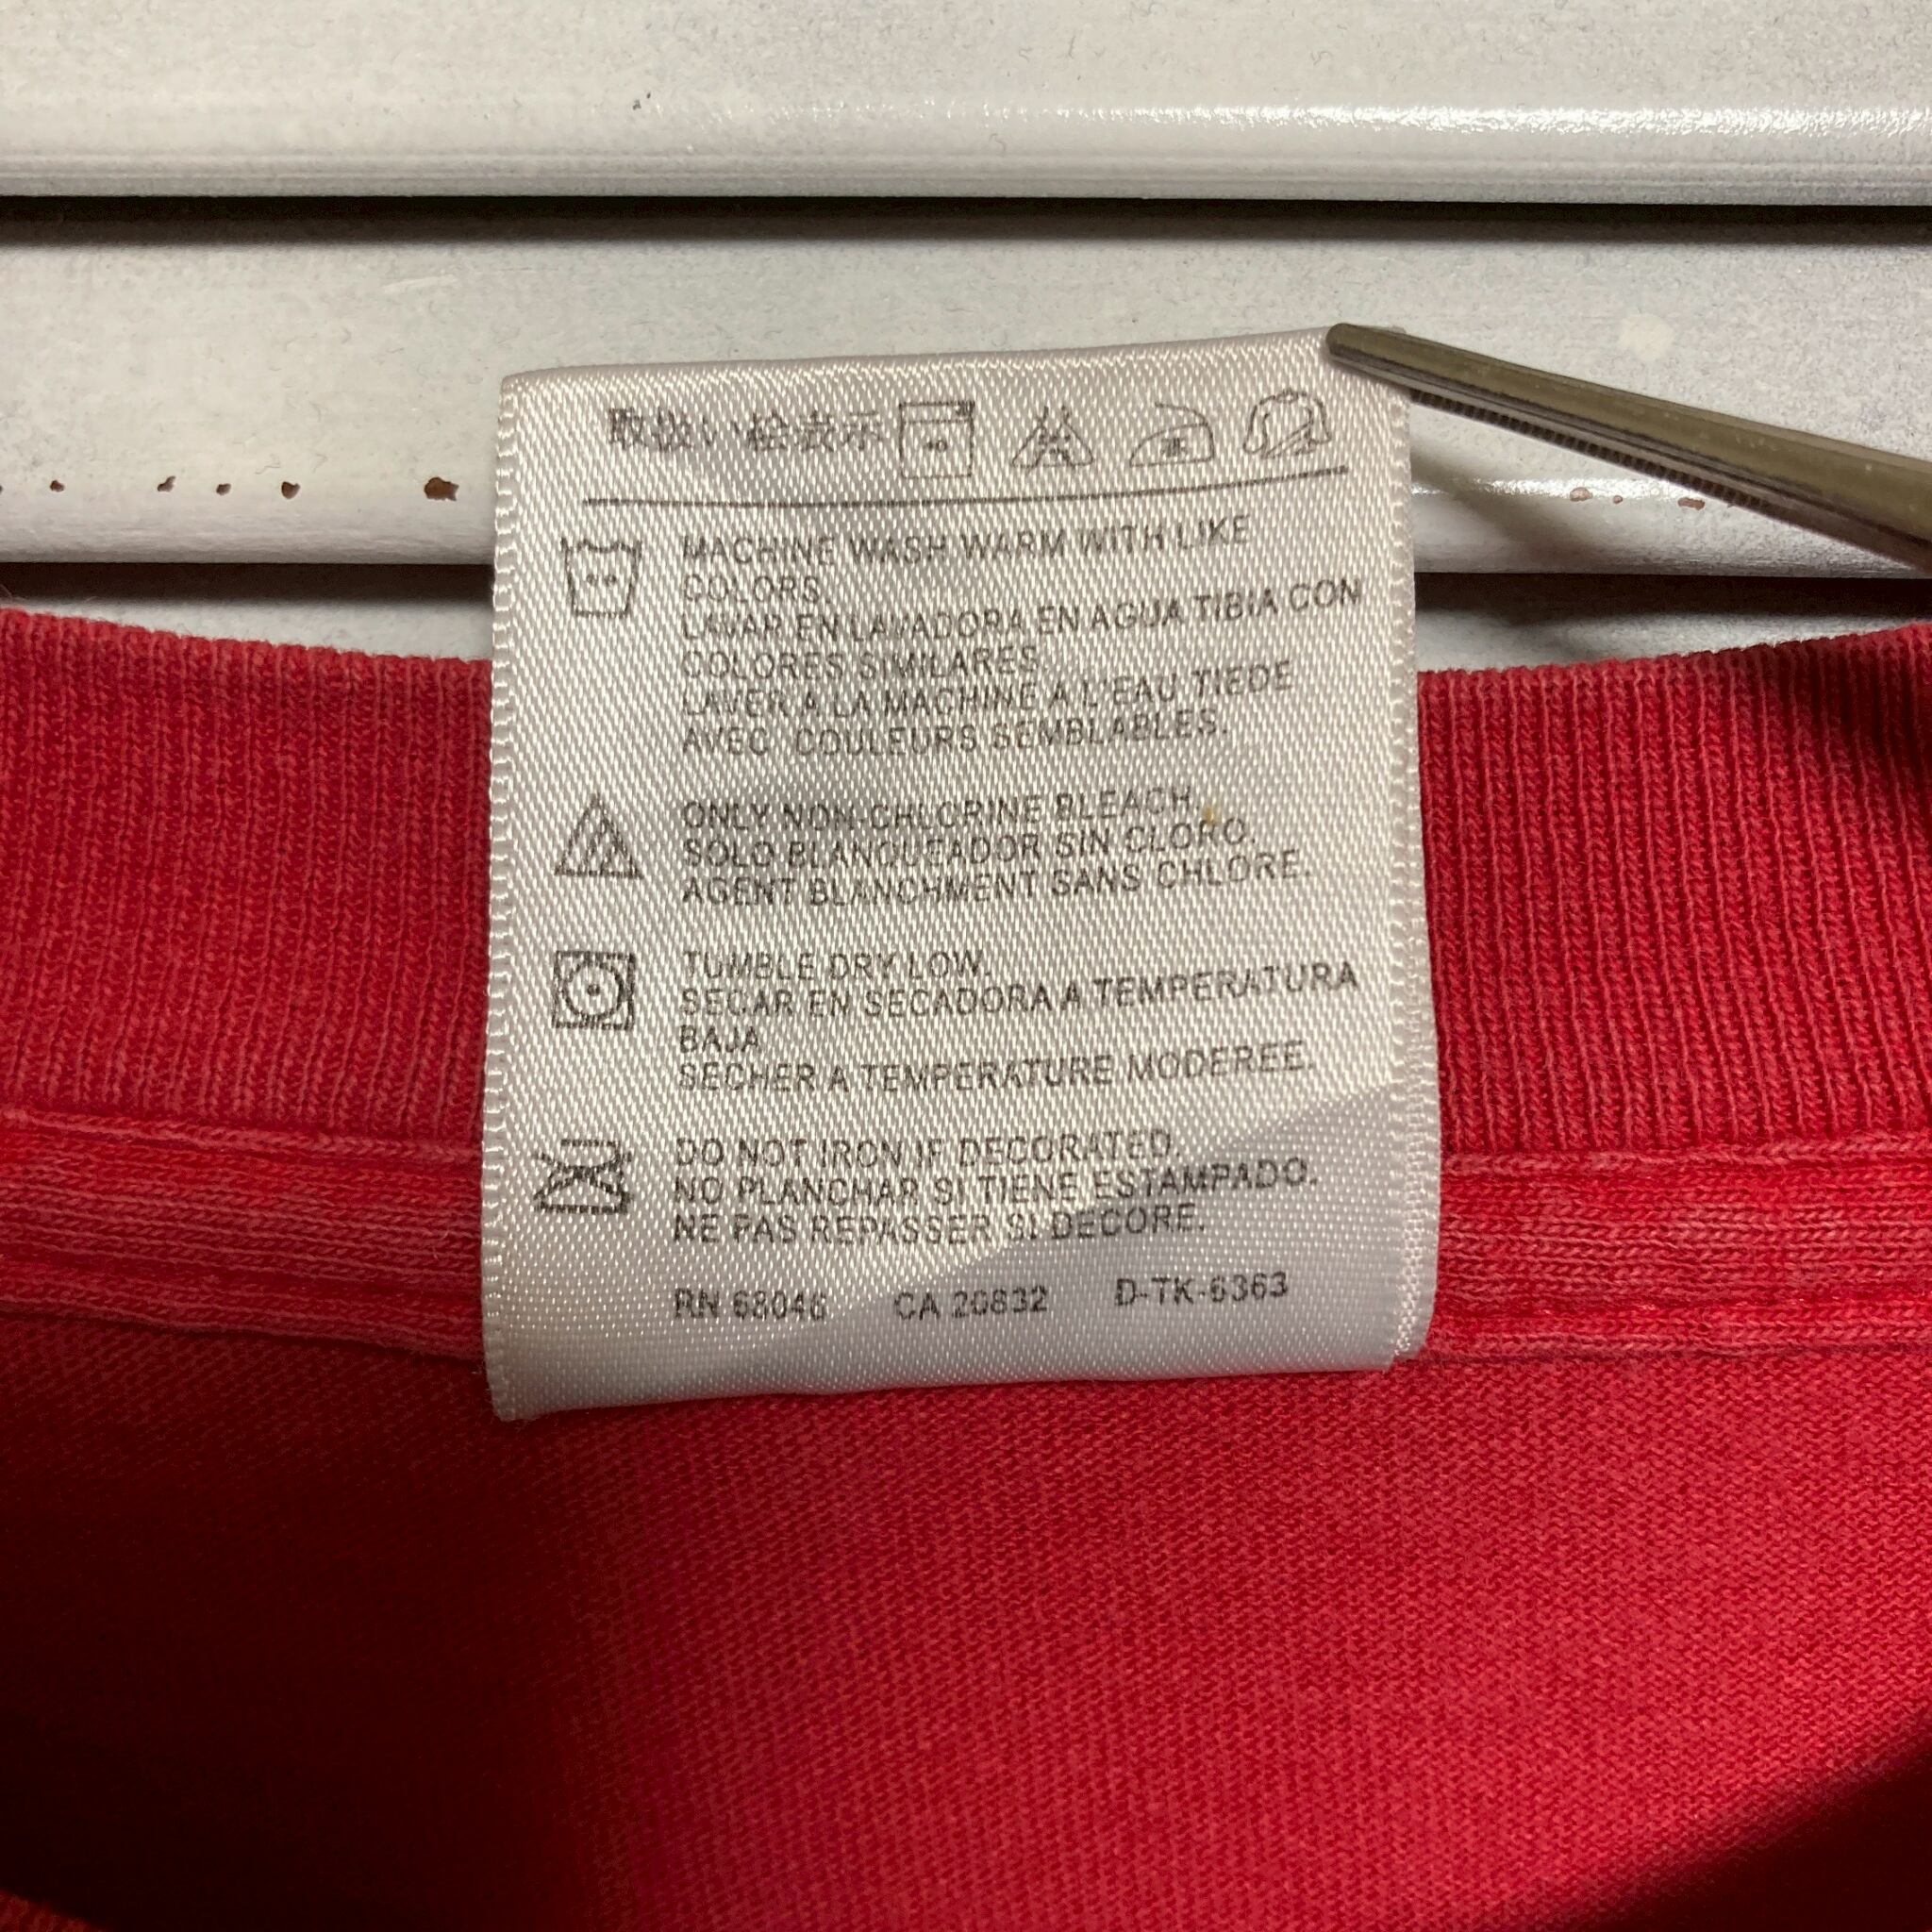 取扱い絵表示
MACHINE WASH WARM WITH LIKE
COLORS.
LAVAR EN LAVADORA EN AGUA TIBIA CON
COLORES SIMILARES
LAVER A LA MACHINE A L'EAU TIEDE
AVEC COULEURS SEMBLABLES.
ONLY NON-CHLORINE BLEACH.
SOLO BLANQUEADOR SIN CLORO.
AGENT BLANCHMENT SANS CHLORE.
TUMBLE DRY LOW.
SECAR EN SECADORA A TEMPERATURA
BAJA
SECHER A TEMPERATURE MODEREE.
DO NOT IRON IF DECORATED.
NO PLANCHAR SI TIENE ESTAMPADO.
NE PAS REPASSER SI DECORE.
RN 68046 CA 20832 D-TK-6363